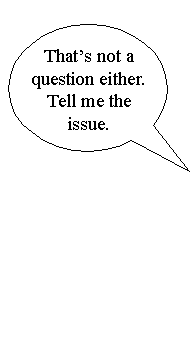 That’s not a
question either.
Tell me the
issue.